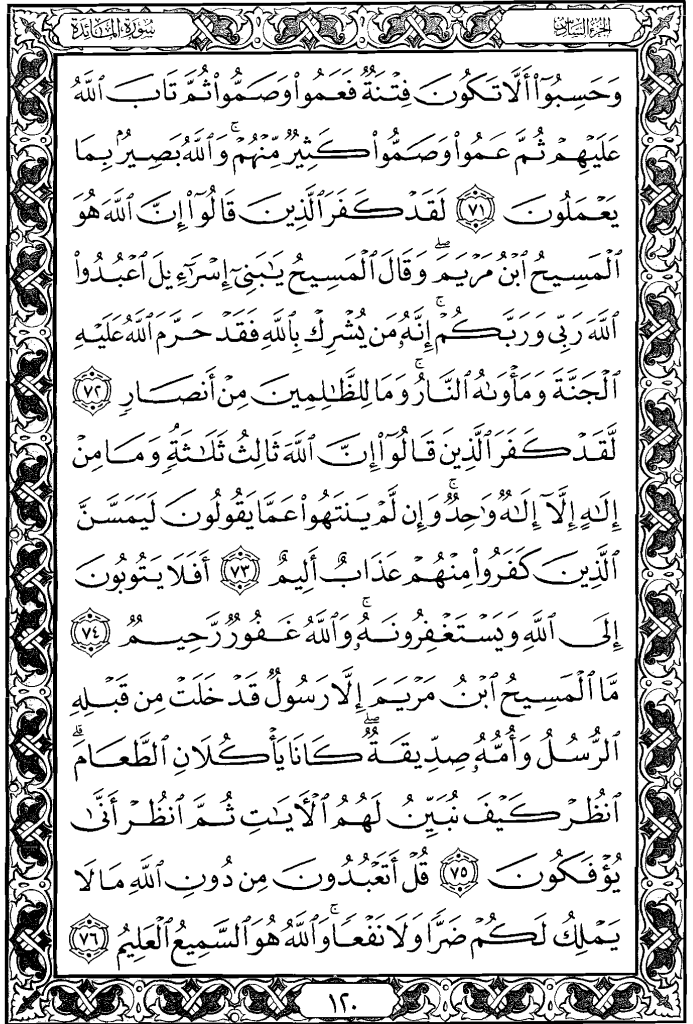 الجزء السادس
سورة المائدة
وَحَسِبُوٓا۟ أَلَّا تَكُونَ فِتْنَةٌ فَعَمُوا۟ وَصَمُّوا۟ ثُمَّ تَابَ ٱللَّهُ
عَلَيْهِمْ ثُمَّ عَمُوا۟ وَصَمُّوا۟ كَثِيرٌ مِّنْهُمْ ۚ وَٱللَّهُ بَصِيرٌۢ بِمَا
يَعْمَلُونَ ٧١ لَقَدْ كَفَرَ ٱلَّذِينَ قَالُوٓا۟ إِنَّ ٱللَّهَ هُوَ
ٱلْمَسِيحُ ٱبْنُ مَرْيَمَ ۖ وَقَالَ ٱلْمَسِيحُ يَـٰبَنِىٓ إِسْرَٰٓءِيلَ ٱعْبُدُوا۟
ٱللَّهَ رَبِّى وَرَبَّكُمْ ۖ إِنَّهُۥ مَن يُشْرِكْ بِٱللَّهِ فَقَدْ حَرَّمَ ٱللَّهُ عَلَيْهِ
ٱلْجَنَّةَ وَمَأْوَىٰهُ ٱلنَّارُ ۖ وَمَا لِلظَّـٰلِمِينَ مِنْ أَنصَارٍ ٧٢
لَّقَدْ كَفَرَ ٱلَّذِينَ قَالُوٓا۟ إِنَّ ٱللَّهَ ثَالِثُ ثَلَـٰثَةٍ وَمَا مِنْ
إِلَـٰهٍ إِلَّآ إِلَـٰهٌ وَٰحِدٌ ۚ وَإِن لَّمْ يَنتَهُوا۟ عَمَّا يَقُولُونَ لَيَمَسَّنَّ
ٱلَّذِينَ كَفَرُوا۟ مِنْهُمْ عَذَابٌ أَلِيمٌ ٧٣ أَفَلَا يَتُوبُونَ
إِلَى ٱللَّهِ وَيَسْتَغْفِرُونَهُۥ ۚ وَٱللَّهُ غَفُورٌ رَّحِيمٌ ٧٤
مَّا ٱلْمَسِيحُ ٱبْنُ مَرْيَمَ إِلَّا رَسُولٌ قَدْ خَلَتْ مِن قَبْلِهِ
ٱلرُّسُلُ وَأُمُّهُۥ صِدِّيقَةٌ ۖ كَانَا يَأْكُلَانِ ٱلطَّعَامَ ۗ
ٱنظُرْ كَيْفَ نُبَيِّنُ لَهُمُ ٱلْـَٔايَـٰتِ ثُمَّ ٱنظُرْ أَنَّىٰ
يُؤْفَكُونَ ٧٥ قُلْ أَتَعْبُدُونَ مِن دُونِ ٱللَّهِ مَا لَا
يَمْلِكُ لَكُمْ ضَرًّا وَلَا نَفْعًا ۚ وَٱللَّهُ هُوَ ٱلسَّمِيعُ ٱلْعَلِيمُ ٧٦
١٢٠